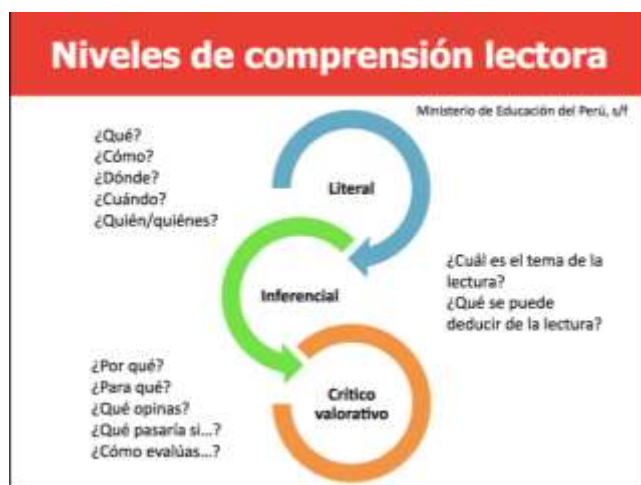 Niveles de comprensión lectora
Ministerio de Educación del Perú, s/f
¿Qué?
¿Cómo?
¿Dónde?
¿Cuándo?
¿Quién/quiénes?
Literal
¿Cuál es el tema de la
lectura?
¿Qué se puede
deducir de la lectura?
Inferencial
¿Por qué?
¿Para qué?
¿Qué opinas?
¿Qué pasaría si...?
¿Cómo evalúas...?
Crítico
valorativo